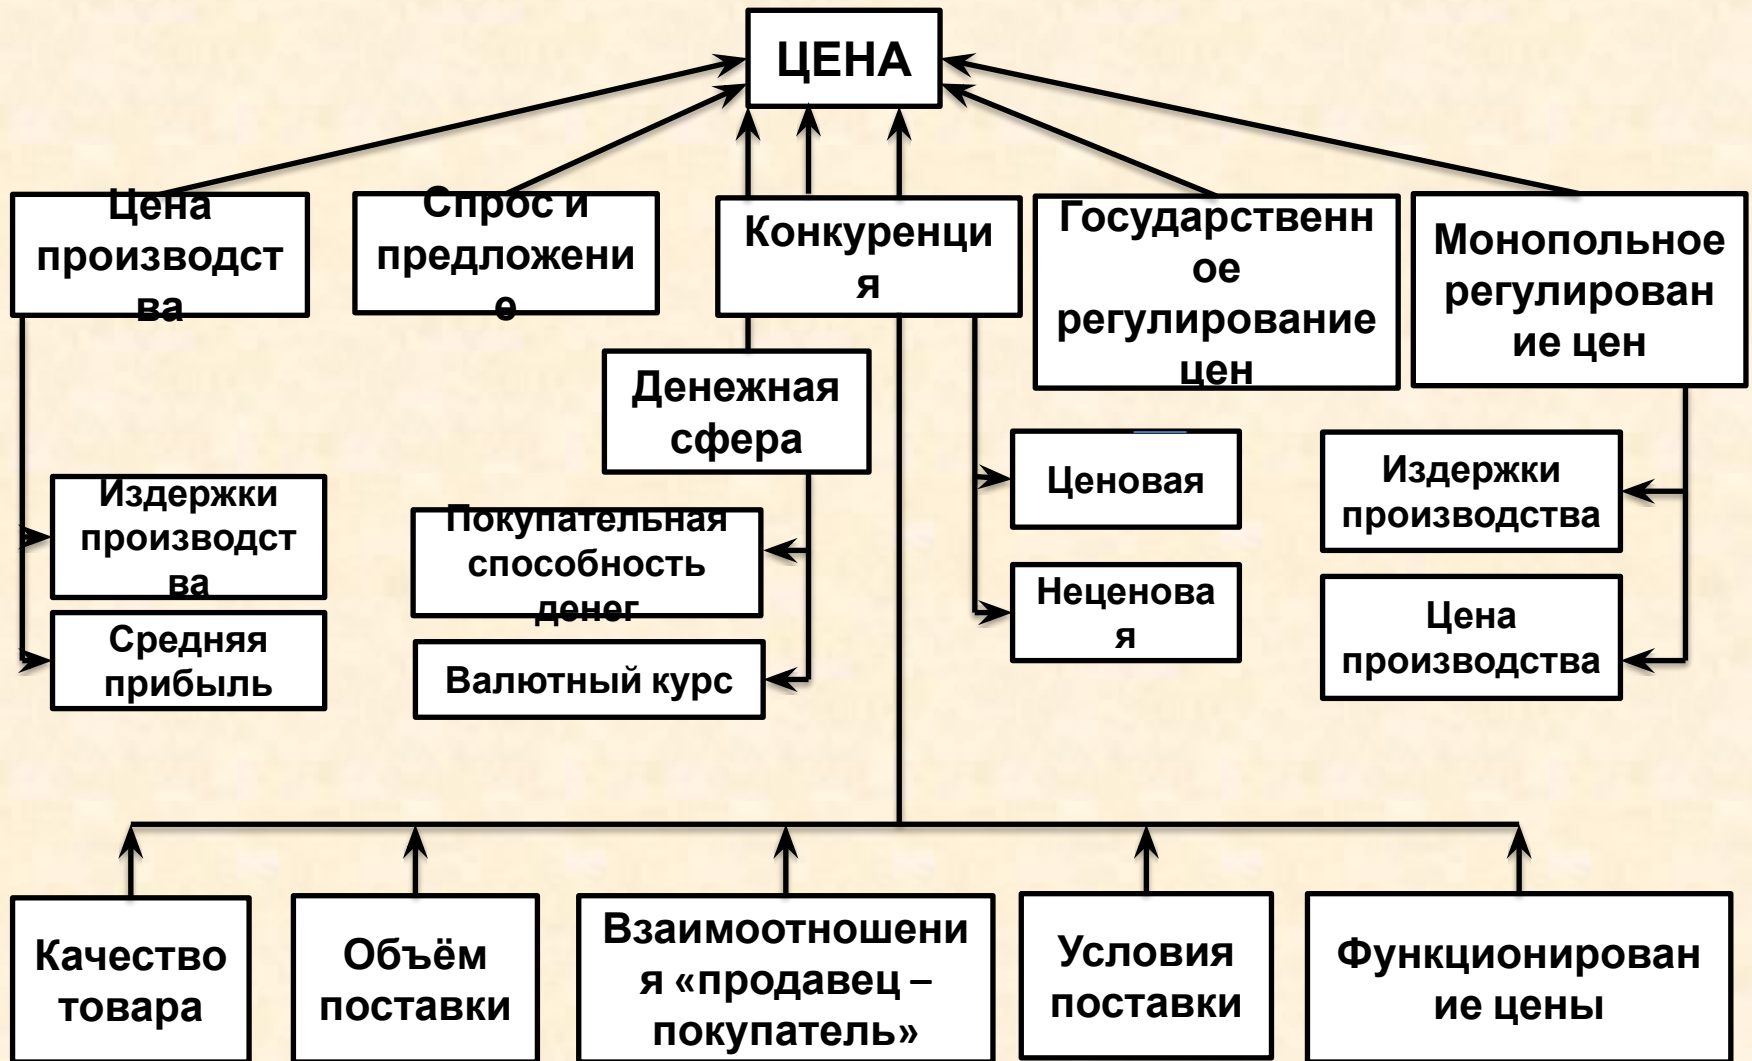 ЦЕНА
Цена
производст
ва
Спрос и
предложени
е
Конкуренци
я
Государственн
ое
регулирование
цен
Монопольное
регулирован
ие цен
Денежная
сфера
Издержки
производст
ва
Средняя
прибыль
Покупательная
способность
денег
Валютный курс
Ценовая
Неценова
я
Издержки
производства
Цена
производства
Качество
товара
Объём
поставки
Взаимоотношени
я «продавец –
покупатель»
Условия
поставки
Функционирован
ие цены